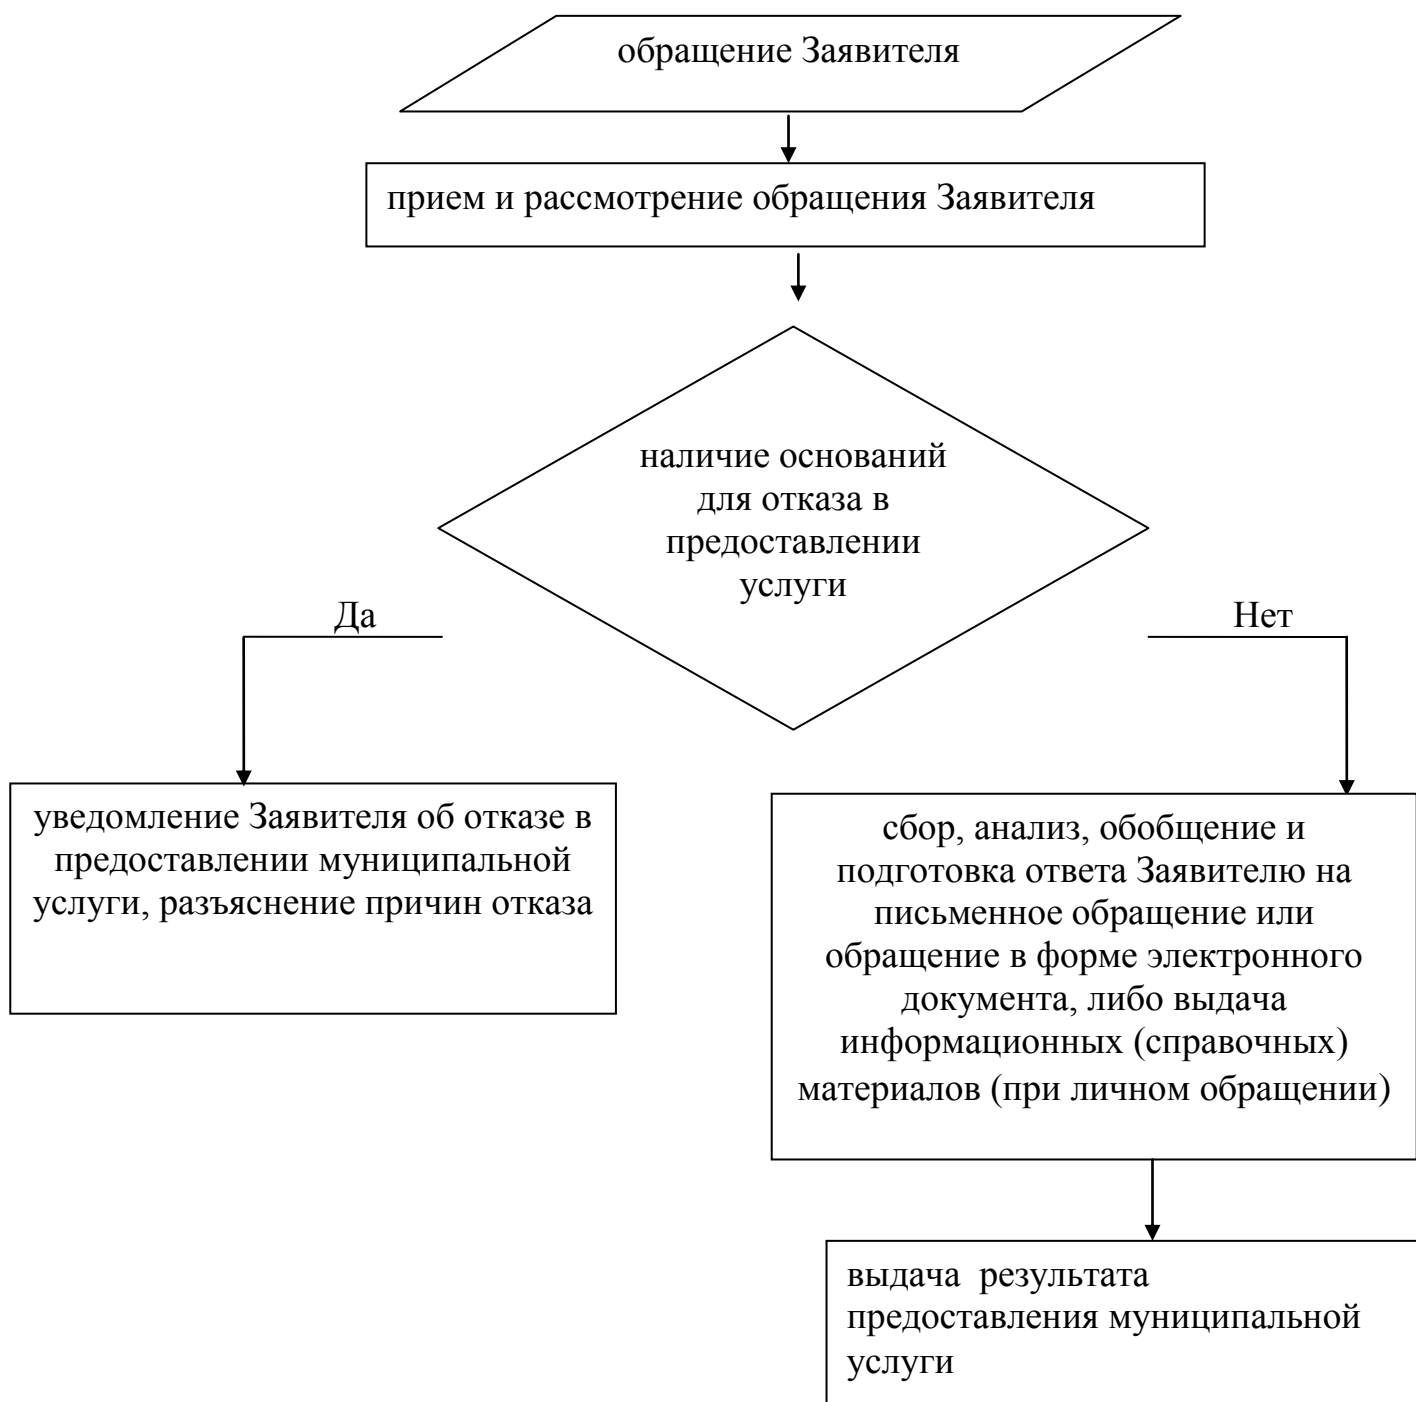 обращение Заявителя
прием и рассмотрение обращения Заявителя
наличие оснований
для отказа в
предоставлении
услуги
Да
Нет
уведомление Заявителя об отказе в
предоставлении муниципальной
услуги, разъяснение причин отказа
сбор, анализ, обобщение и
подготовка ответа Заявителю на
письменное обращение или
обращение в форме электронного
документа, либо выдача
информационных (справочных)
материалов (при личном обращении)
выдача  результата
предоставления муниципальной
услуги